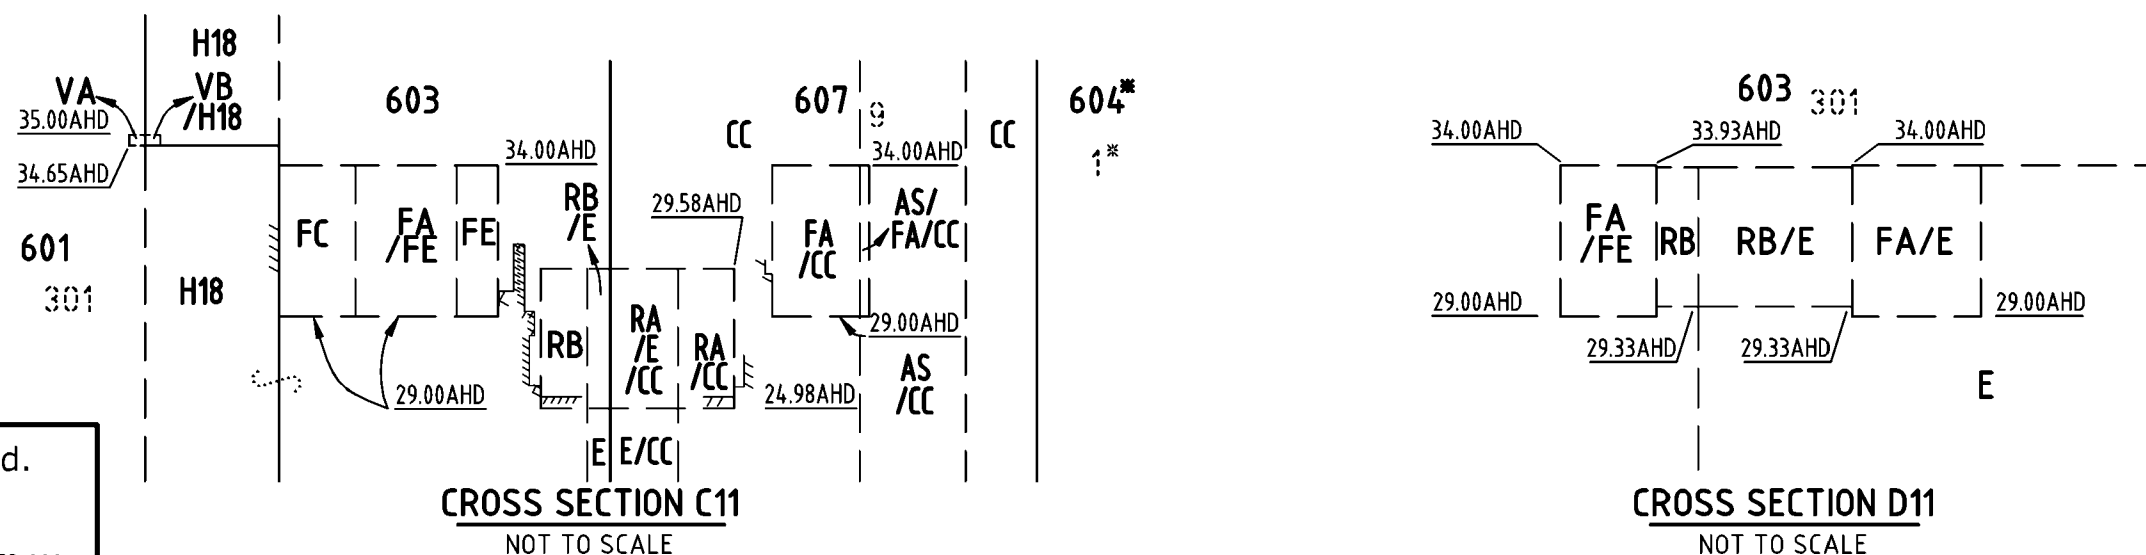 H18
603
607
9
604*
1*
VA
VB
/H18
35.00AHD
34.65AHD
601
301
H18
FC
FA
/FE
FE
34.00AHD
RB
/E
29.58AHD
CC
34.00AHD
CC
FA
/CC
AS/
FA/CC
RB
RA
/E
/CC
RA
/CC
29.00AHD
29.00AHD
24.98AHD
AS
/CC
E
E/CC
CROSS SECTION C11
NOT TO SCALE
d.
603
301
34.00AHD
33.93AHD
34.00AHD
FA
/FE
RB
RB/E
FA/E
29.00AHD
29.00AHD
29.33AHD
29.33AHD
E
CROSS SECTION D11
NOT TO SCALE